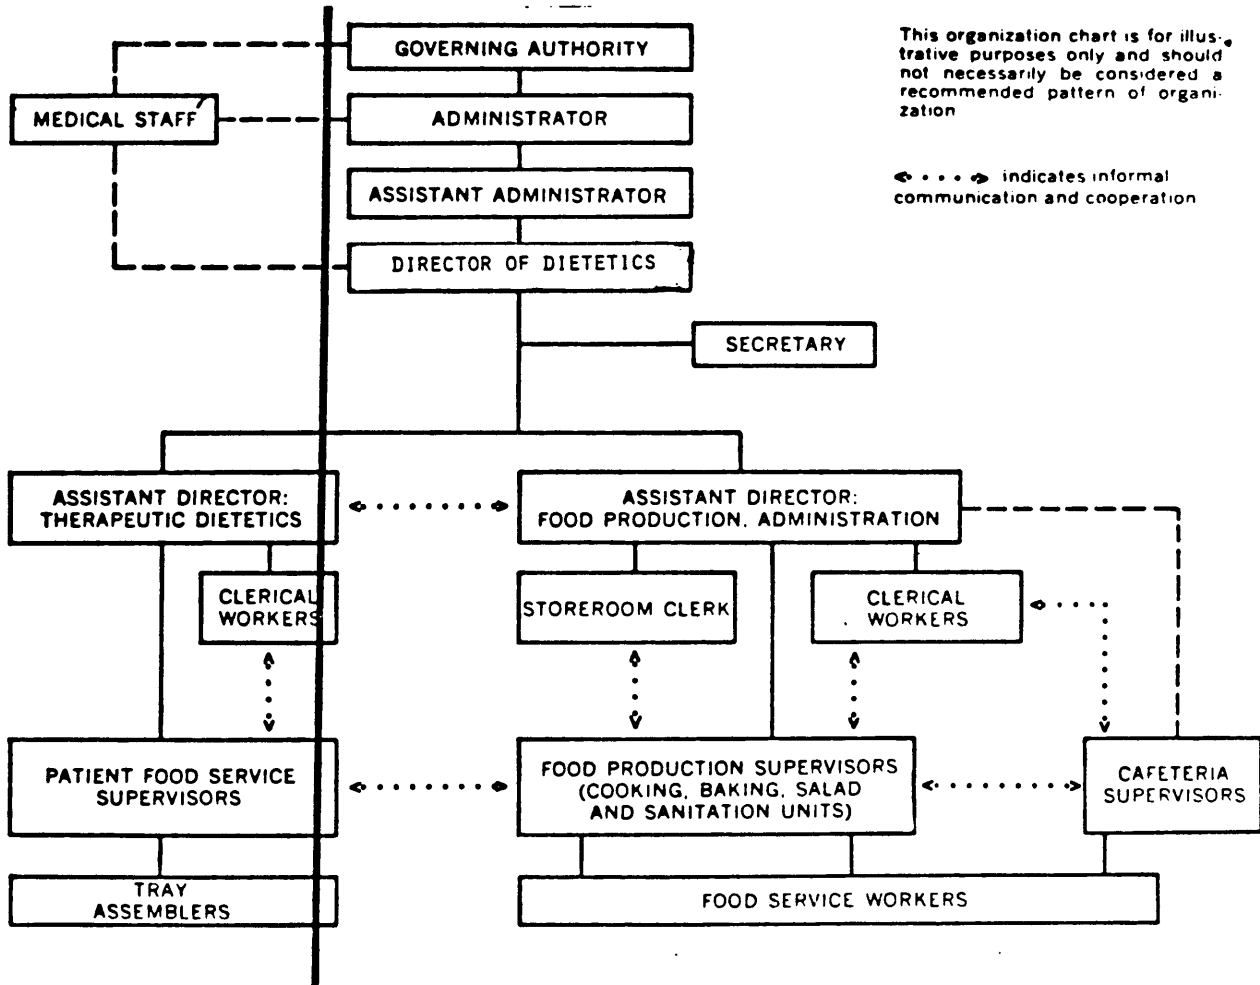 GOVERNING AUTHORITY
This organization chart is for illus-
trative purposes only and should
not necessarily be considered a
recommended pattern of organi-
zation
MEDICAL STAFF
ADMINISTRATOR
ASSISTANT ADMINISTRATOR
indicates informal
communication and cooperation
DIRECTOR OF DIETETICS
SECRETARY
ASSISTANT DIRECTOR:
THERAPEUTIC DIETETICS
ASSISTANT DIRECTOR:
FOOD PRODUCTION, ADMINISTRATION
CLERICAL
WORKERS
STOREROOM CLERK
CLERICAL
WORKERS
PATIENT FOOD SERVICE
SUPERVISORS
FOOD PRODUCTION SUPERVISORS
(COOKING, BAKING, SALAD
AND SANITATION UNITS)
CAFETERIA
SUPERVISORS
TRAY
ASSEMBLERS
FOOD SERVICE WORKERS